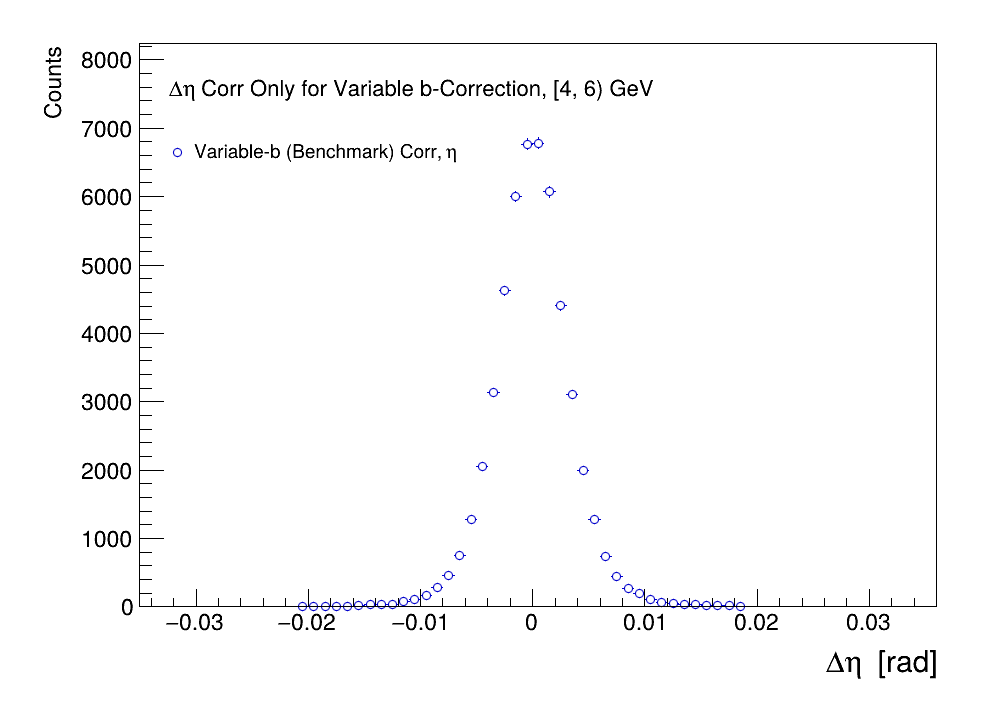 Counts
8000
7000
6000
5000
4000
3000
2000
1000
0
Δη Corr Only for Variable b-Correction, [4, 6) GeV
Variable-b (Benchmark) Corr, η
−0.03 −0.02 −0.01 0 0.01 0.02 0.03
Δη [rad]